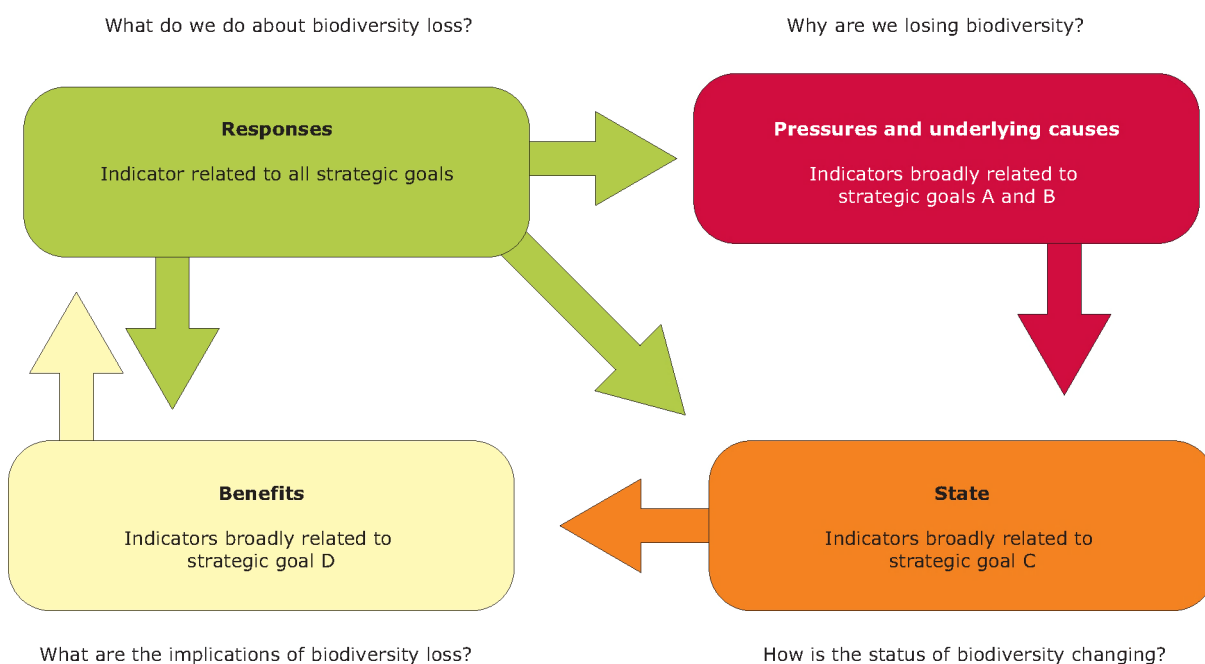 What do we do about biodiversity loss?
Why are we losing biodiversity?
Responses
Indicator related to all strategic goals
Pressures and underlying causes
Indicators broadly related to
strategic goals A and B
Benefits
Indicators broadly related to
strategic goal D
State
Indicators broadly related to
strategic goal C
What are the implications of biodiversity loss?
How is the status of biodiversity changing?